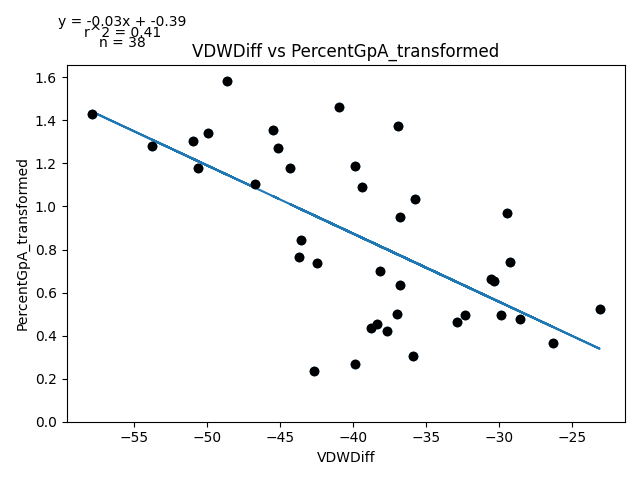 y = -0.03x + -0.39
r^2 = 0.41
n = 38
VDWDiff vs PercentGpA_transformed
PercentGpA_transformed
1.6
1.4
1.2
1.0
0.8
0.6
0.4
0.2
0.0
−55 −50 −45 −40 −35 −30 −25
VDWDiff